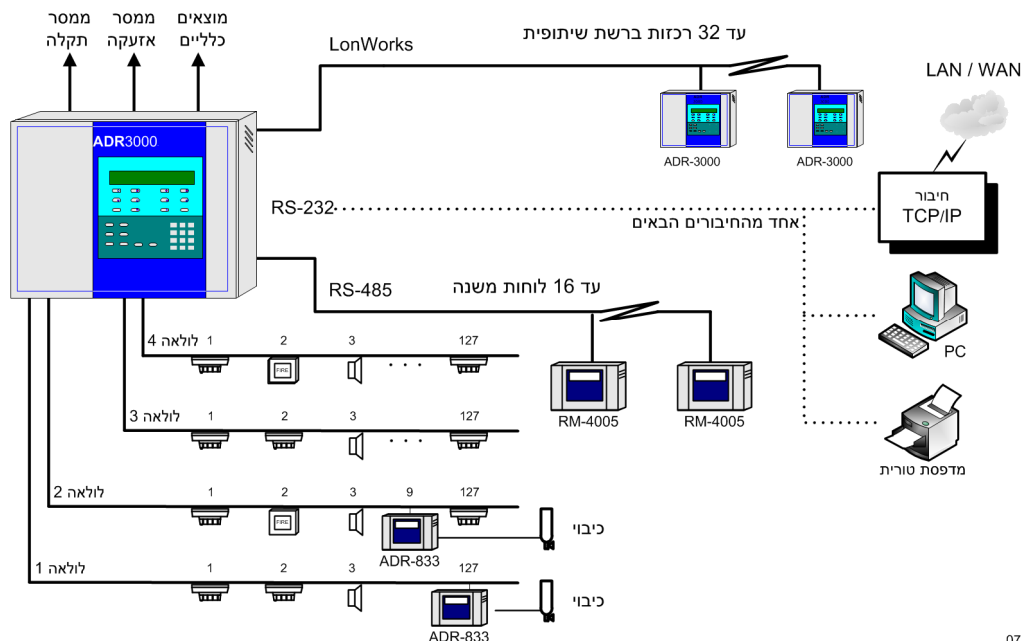 ממסר תקלה
ממסר אזעקה
מוצאים כלליים
LonWorks
עד 32 רכזות ברשת שיתופית
LAN / WAN
ADR3000
ADR-3000
ADR-3000
RS-232
אחד מהחיבורים הבאים
חיבור
TCP/IP
RS-485
עד 16 לוחות משנה
PC
לולאה 4
1 2 3 127
FIRE
RM-4005
RM-4005
לולאה 3
1 2 3 127
מדפסת טורית
לולאה 2
1 2 3 9 127
FIRE
ADR-833
כיבוי
לולאה 1
1 2 3 127
ADR-833
כיבוי
07